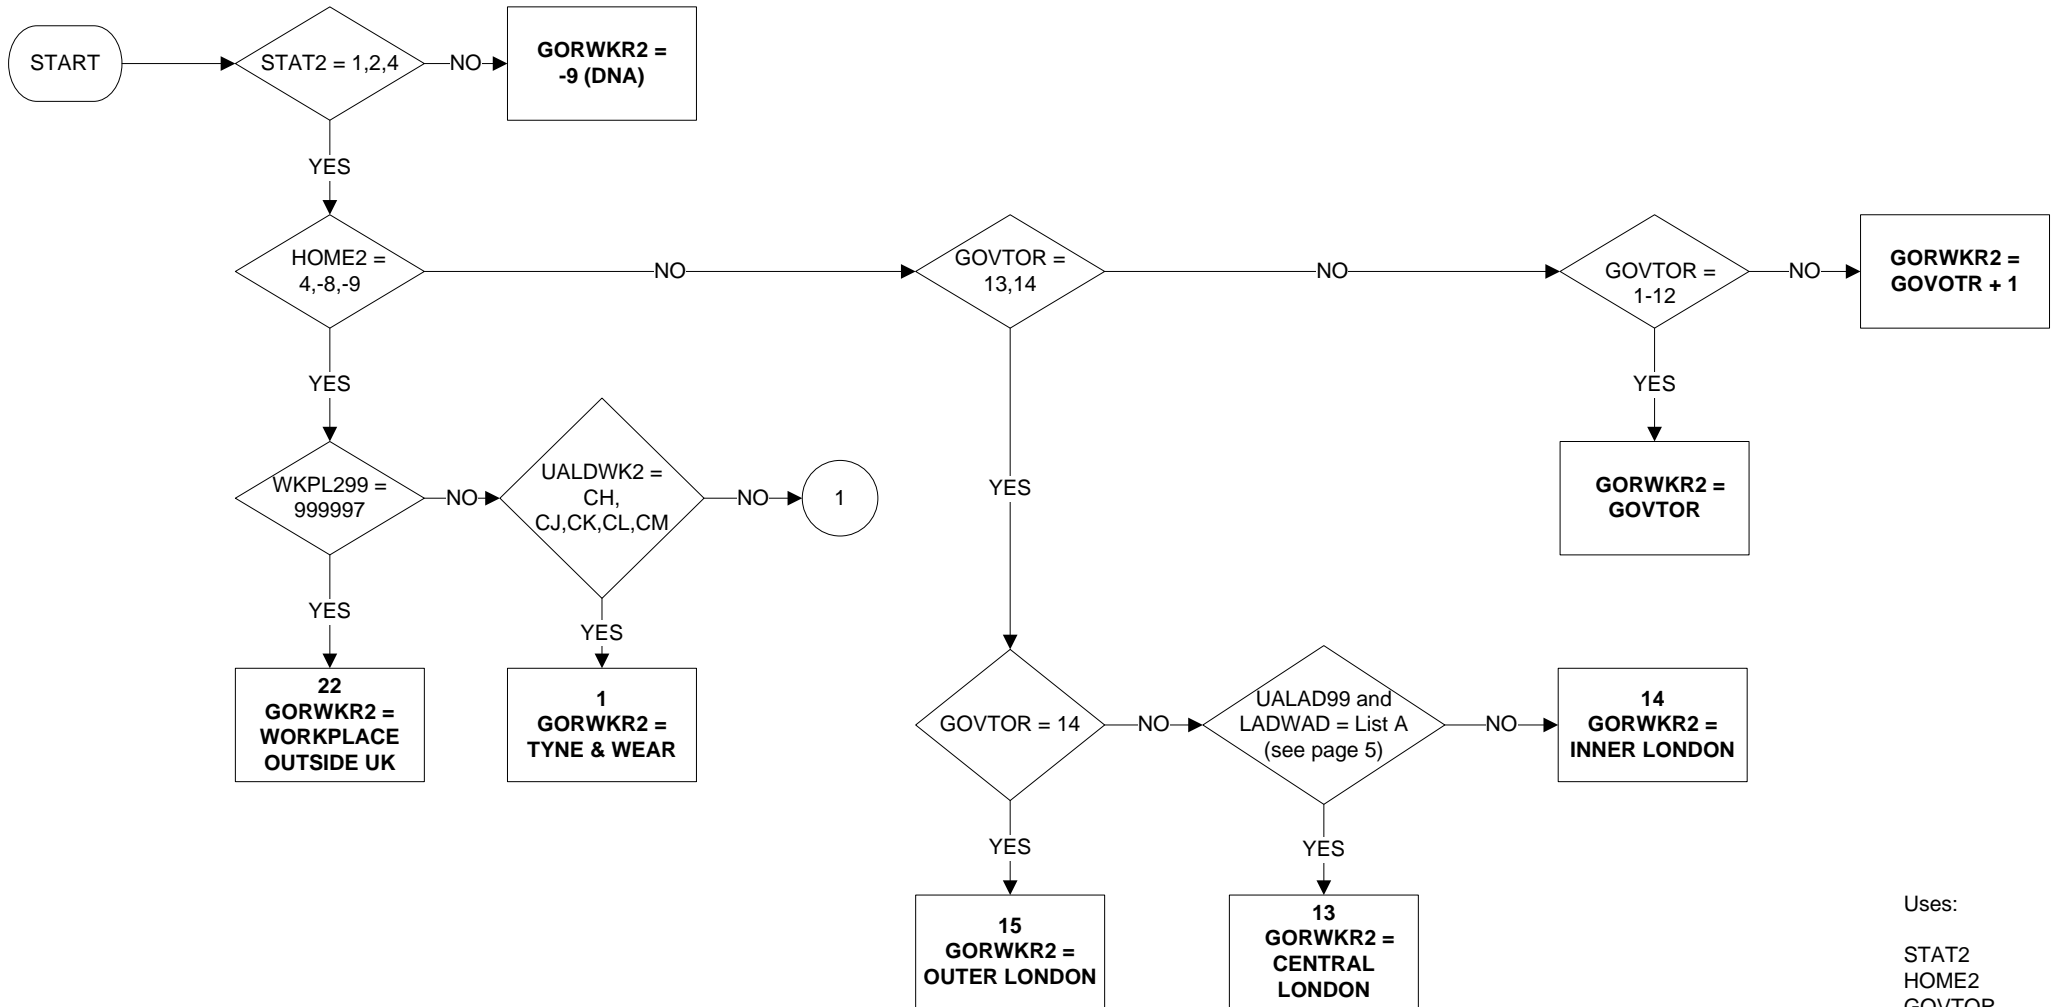 START
STAT2 = 1,2,4
NO
GORWKR2 =
-9 (DNA)
YES
HOME2 =
4,-8,-9
NO
GOVTOR =
13,14
NO
GOVTOR =
1-12
NO
GORWKR2 =
GOVOTR + 1
YES
YES
YES
GORWKR2 =
GOVTOR
WKPL299 =
999997
NO
UALDWK2 =
CH,
CJ,CK,CL,CM
NO
1
YES
YES
22
GORWKR2 =
WORKPLACE
OUTSIDE UK
1
GORWKR2 =
TYNE & WEAR
GOVTOR = 14
NO
UALAD99 and
LADWAD = List A
(see page 5)
NO
14
GORWKR2 =
INNER LONDON
YES
YES
15
GORWKR2 =
OUTER LONDON
13
GORWKR2 =
CENTRAL
LONDON
Uses:
STAT2
HOME2
GOVTOR